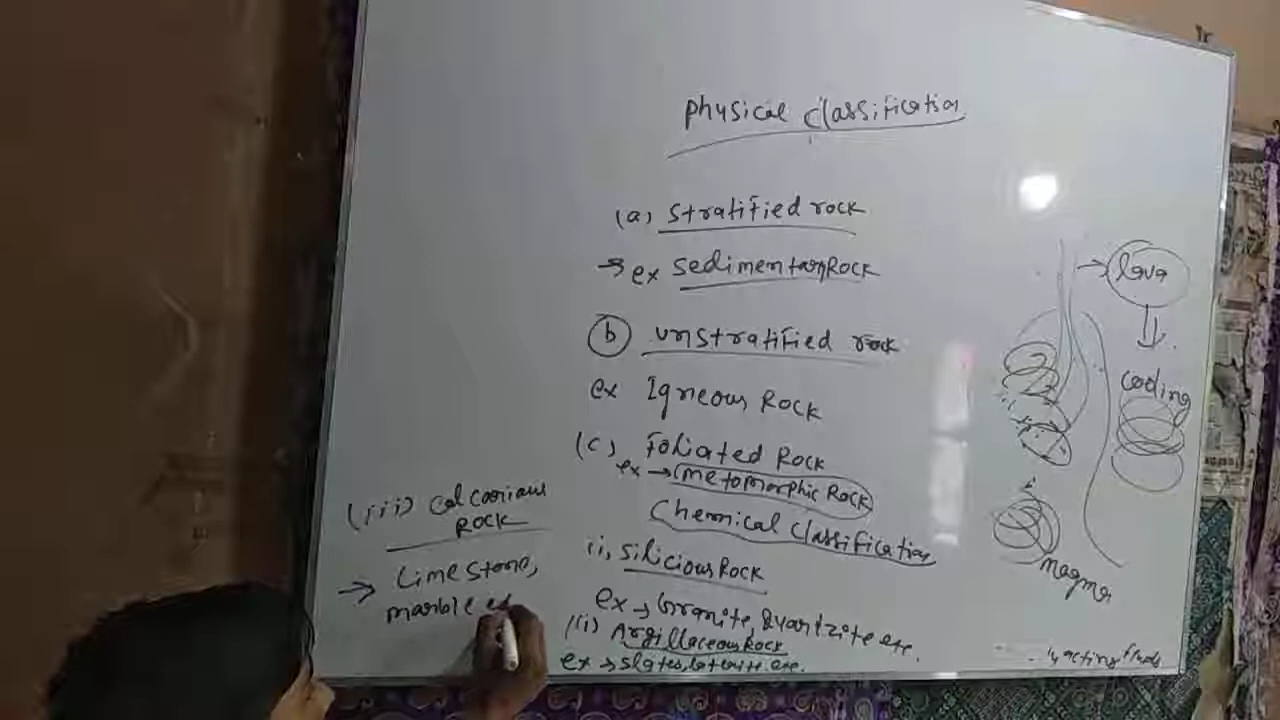 Physical Classification
(a) Stratified rock
→ ex Sedimentary Rock
(b) unstratified rock
ex Igneous Rock
(c) Foliated Rock
ex → metamorphic Rock
Chemical Classification
(i) Silicious Rock
ex → Granite, Quartzite etc.
(ii) Argillaceous Rock
ex → Slates, laterite etc.
(iii) Calcarious
Rock
→ Lime Stone,
marble
lava
cooling
magma
acting fluids